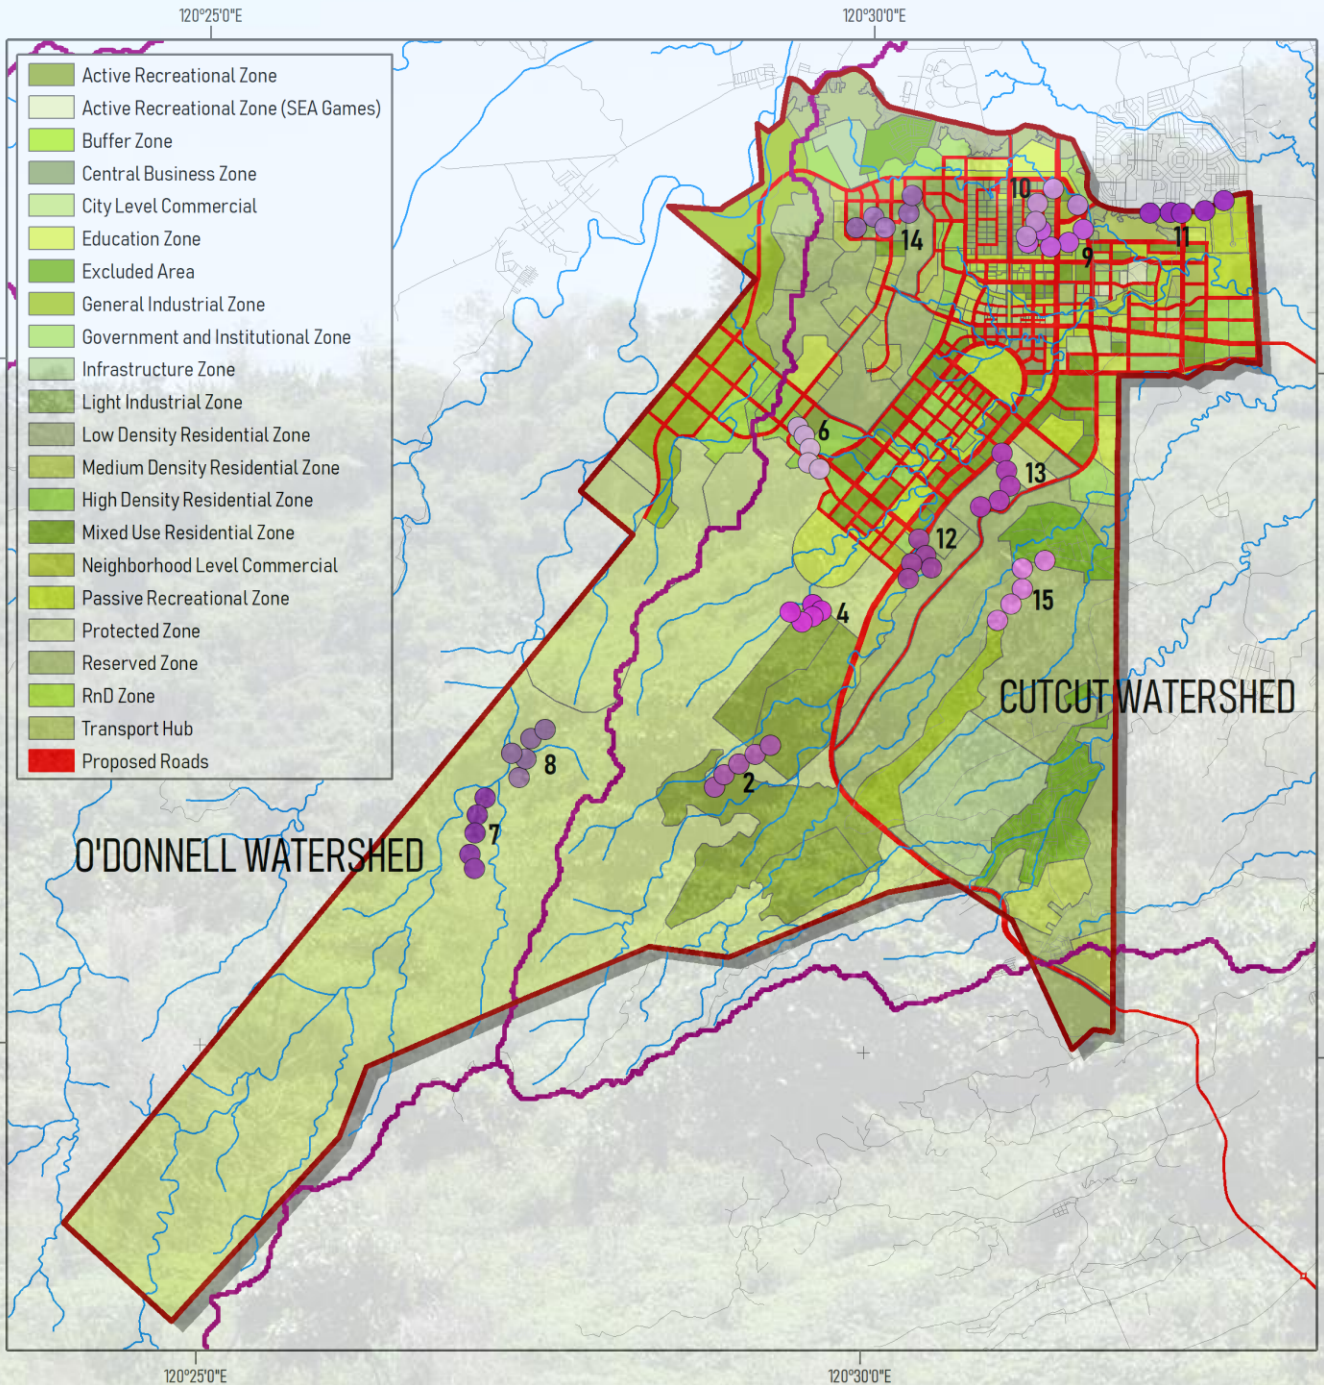 120°25'0"E
120°30'0"E
Active Recreational Zone
Active Recreational Zone (SEA Games)
Buffer Zone
Central Business Zone
City Level Commercial
Education Zone
Excluded Area
General Industrial Zone
Government and Institutional Zone
Infrastructure Zone
Light Industrial Zone
Low Density Residential Zone
Medium Density Residential Zone
High Density Residential Zone
Mixed Use Residential Zone
Neighborhood Level Commercial
Passive Recreational Zone
Protected Zone
Reserved Zone
RnD Zone
Transport Hub
Proposed Roads
10
11
14
9
6
13
12
15
4
CUTCUT WATERSHED
8
2
7
O'DONNELL WATERSHED
120°25'0"E
120°30'0"E